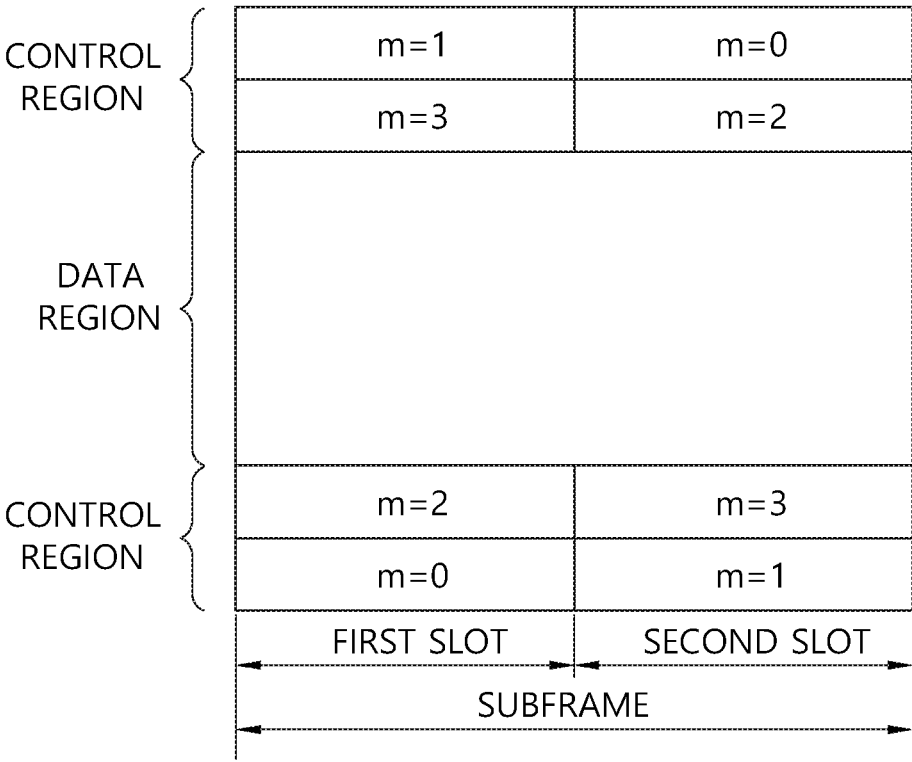 CONTROL
REGION
m=1
m=0
m=3
m=2
DATA
REGION
CONTROL
REGION
m=2
m=3
m=0
m=1
FIRST SLOT
SECOND SLOT
SUBFRAME